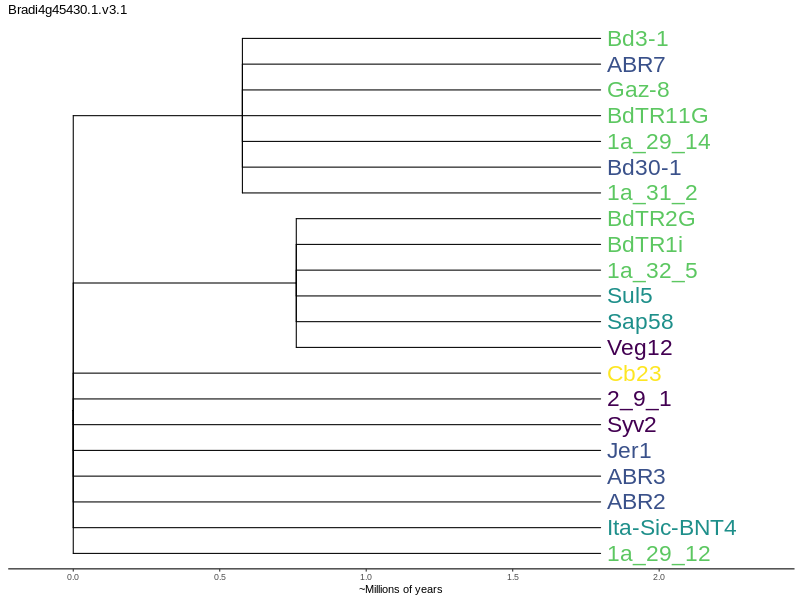 Bradi4g45430.1.v3.1
Bd3-1
ABR7
Gaz-8
BdTR11G
1a_29_14
Bd30-1
1a_31_2
BdTR2G
BdTR1i
1a_32_5
Sul5
Sap58
Veg12
Cb23
2_9_1
Syv2
Jer1
ABR3
ABR2
Ita-Sic-BNT4
1a_29_12
0.0 0.5 1.0 1.5 2.0
~Millions of years